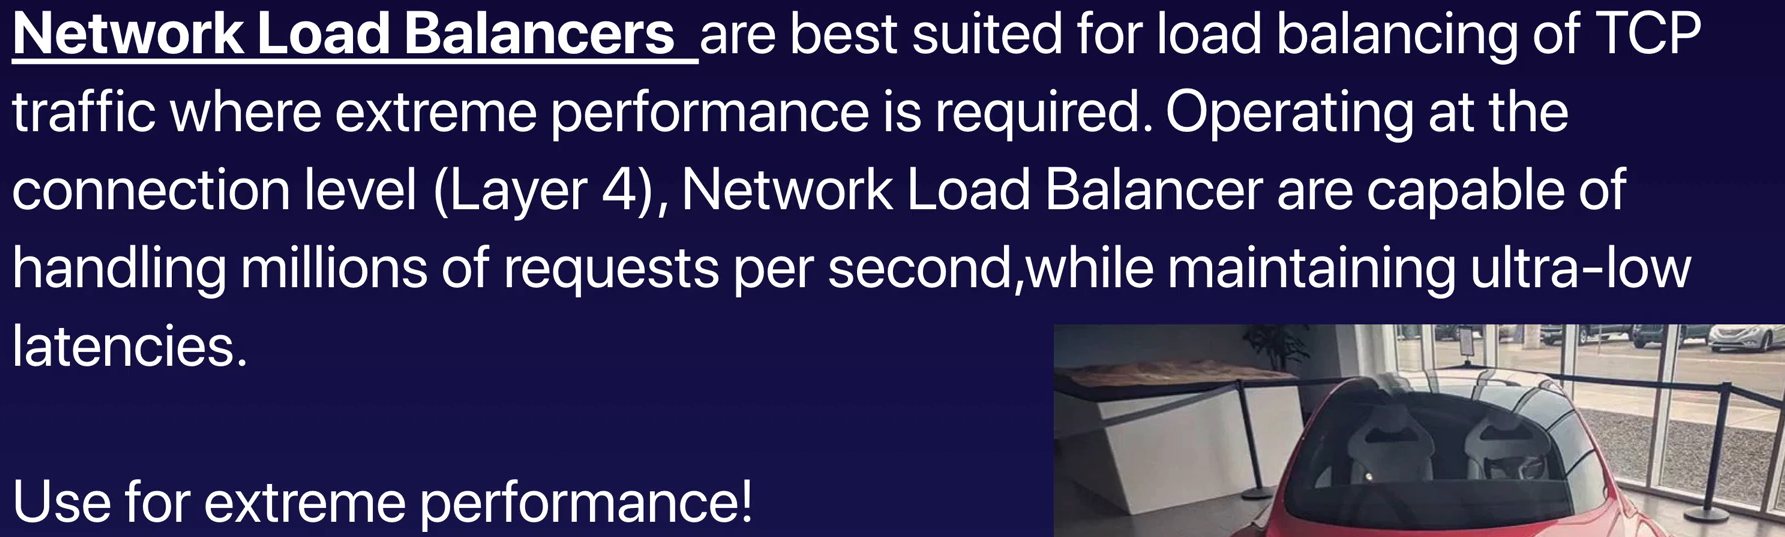 Network Load Balancers are best suited for load balancing of TCP
traffic where extreme performance is required. Operating at the
connection level (Layer 4), Network Load Balancer are capable of
handling millions of requests per second,while maintaining ultra-low
latencies.
Use for extreme performance!